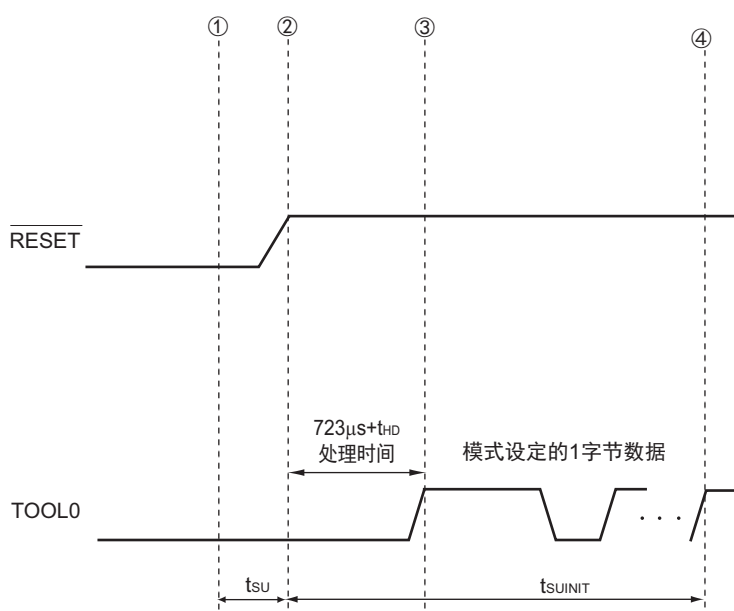 ① ② ③ ④
RESET
723μs+tHD
处理时间
模式设定的1字节数据
TOOL0
. . .
tSU tSUINIT